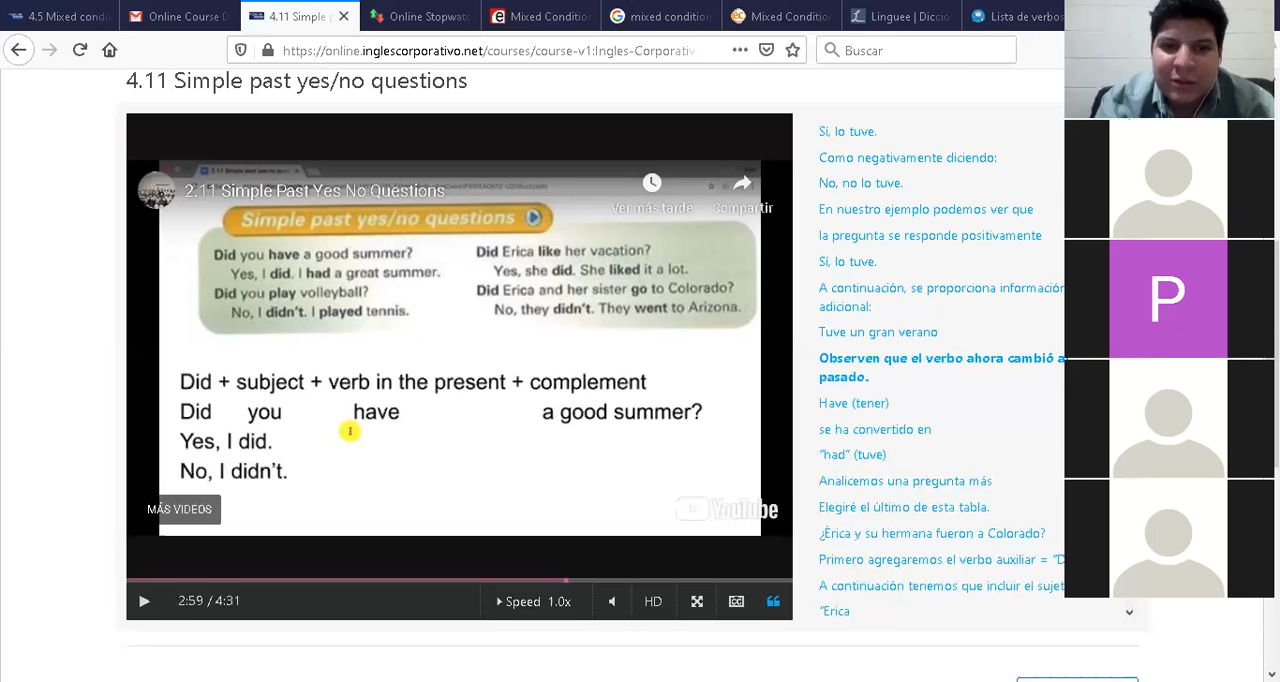 4.5 Mixed condi
Online Course D
4.11 Simple p
Online Stopwat
Mixed Condition
mixed condition
Mixed Conditio
Linguee | Diccio
Lista de verbos
https://online.inglescorporativo.net/courses/course-v1:Ingles-Corporativ
Buscar
4.11 Simple past yes/no questions
2.11 Simple Past Yes No Questions
Ver más tarde
Compartir
Simple past yes/no questions
Did you have a good summer?
Yes, I did. I had a great summer.
Did you play volleyball?
No, I didn't. I played tennis.
Did Erica like her vacation?
Yes, she did. She liked it a lot.
Did Erica and her sister go to Colorado?
No, they didn't. They went to Arizona.
Did + subject + verb in the present + complement
Did you have a good summer?
Yes, I did.
No, I didn't.
MÁS VIDEOS
YouTube
2:59 / 4:31
Speed 1.0x
HD
Sí, lo tuve.
Como negativamente diciendo:
No, no lo tuve.
En nuestro ejemplo podemos ver que
la pregunta se responde positivamente
Sí, lo tuve.
A continuación, se proporciona información
adicional:
Tuve un gran verano
Observen que el verbo ahora cambió a
pasado.
Have (tener)
se ha convertido en
"had" (tuve)
Analicemos una pregunta más
Elegiré el último de esta tabla.
¿Erica y su hermana fueron a Colorado?
Primero agregaremos el verbo auxiliar = "D
A continuación tenemos que incluir el sujet
"Erica
P